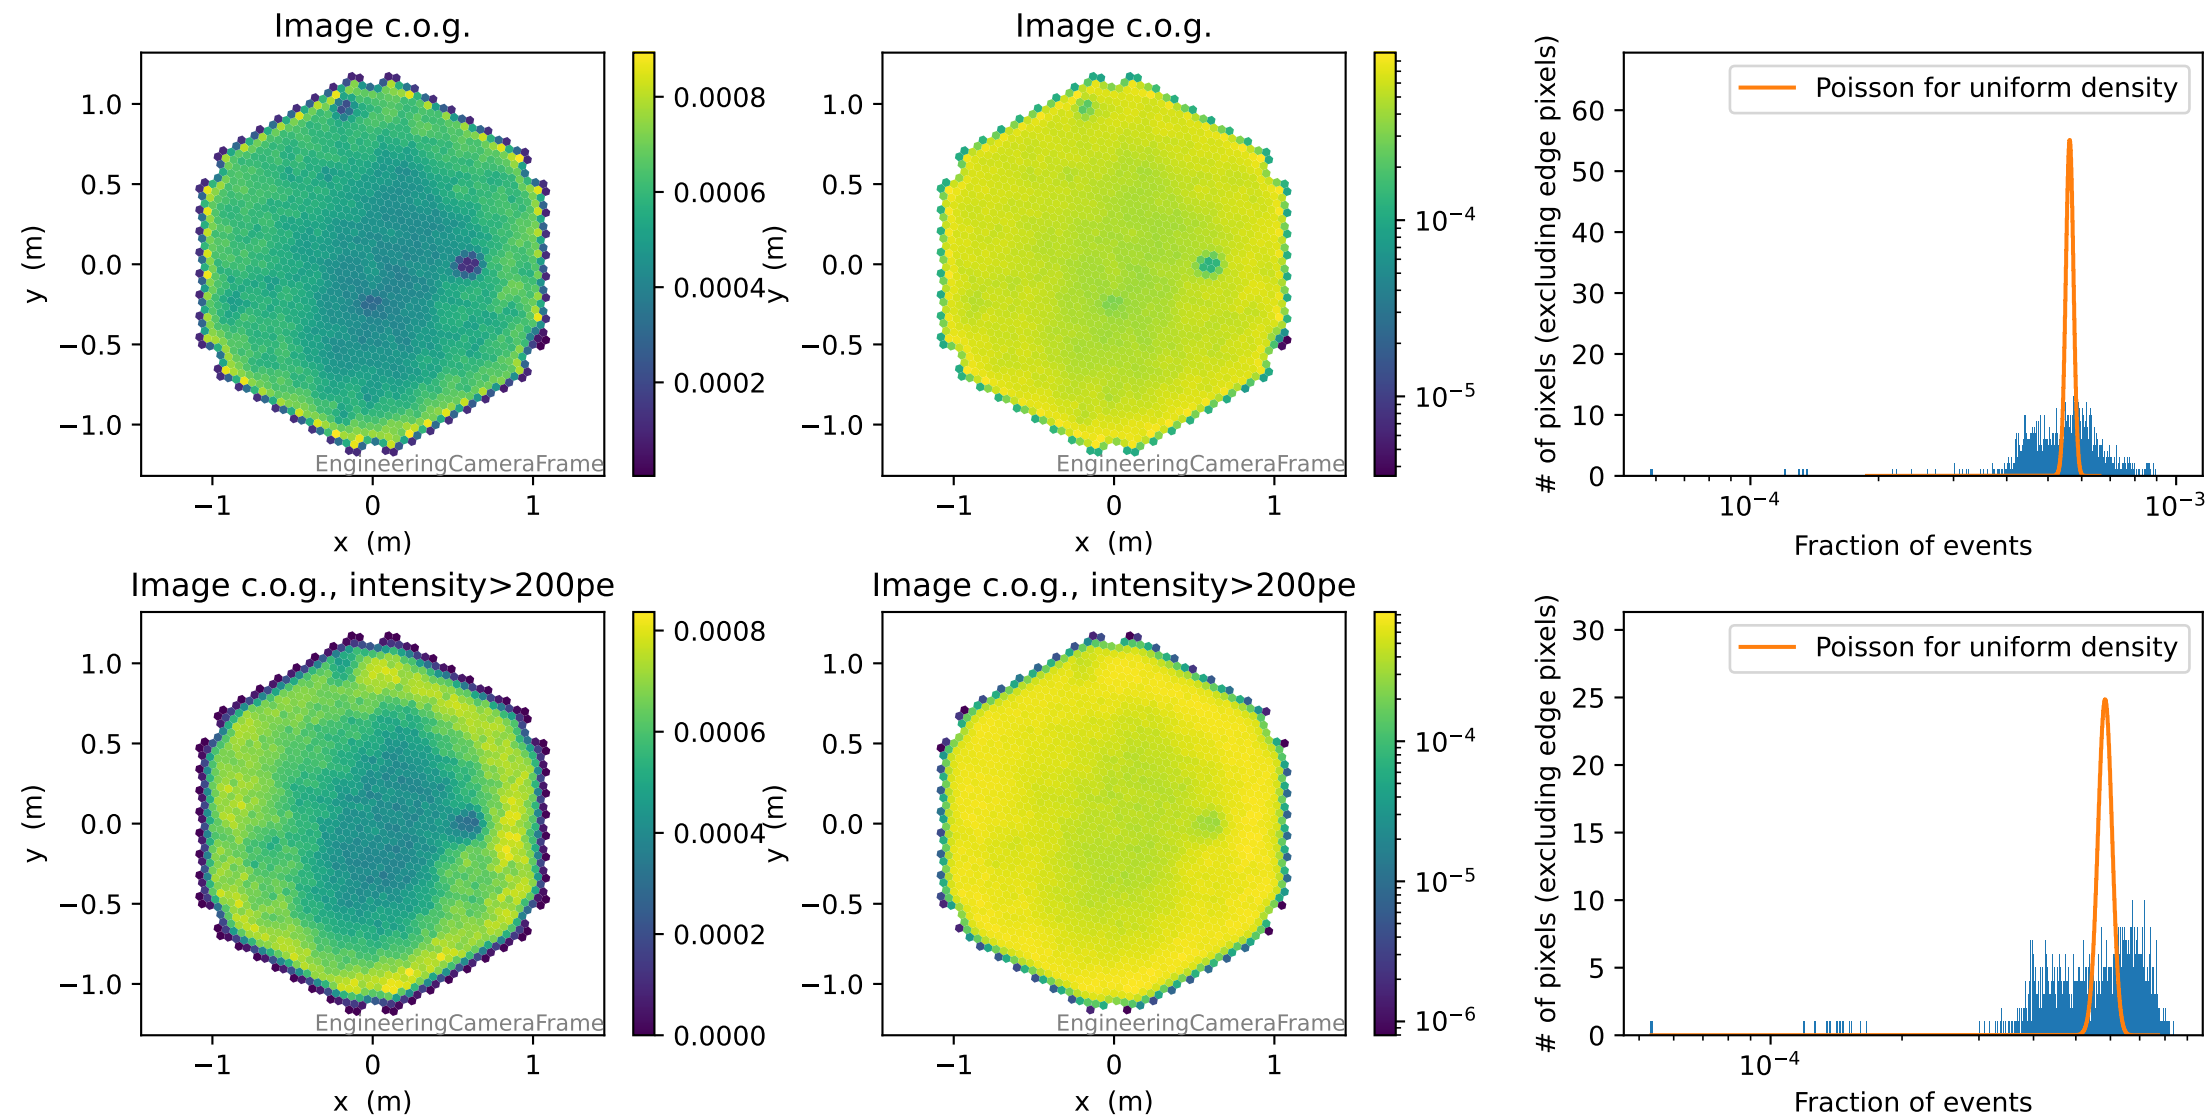 Image c.o.g.
1.0
0.5
0.0
−0.5
−1.0
y (m)
−1
0
1
x (m)
EngineeringCameraFrame
0.0008
0.0006
0.0004
0.0002
Image c.o.g.
y (m)
1.0
0.5
0.0
−0.5
−1.0
−1
0
1
x (m)
EngineeringCameraFrame
10⁻⁴
10⁻⁵
# of pixels (excluding edge pixels)
60
50
40
30
20
10
0
Poisson for uniform density
10⁻⁴
10⁻³
Fraction of events
Image c.o.g., intensity>200pe
1.0
0.5
0.0
−0.5
−1.0
y (m)
−1
0
1
x (m)
EngineeringCameraFrame
0.0008
0.0006
0.0004
0.0002
0.0000
Image c.o.g., intensity>200pe
y (m)
1.0
0.5
0.0
−0.5
−1.0
−1
0
1
x (m)
EngineeringCameraFrame
10⁻⁴
10⁻⁵
10⁻⁶
# of pixels (excluding edge pixels)
30
25
20
15
10
5
0
Poisson for uniform density
10⁻⁴
Fraction of events